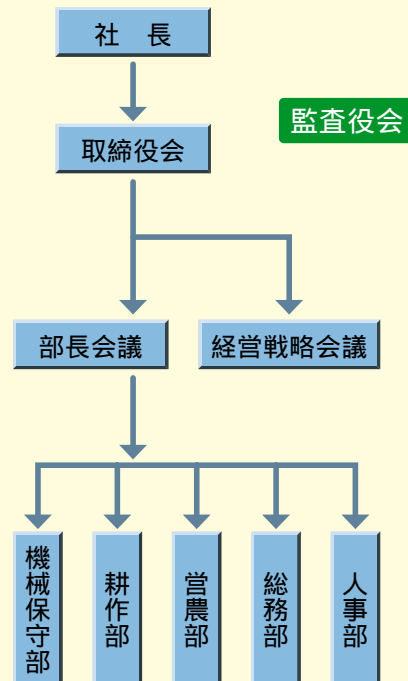 社　長
監査役会
取締役会
部長会議
経営戦略会議
機械保守部
耕作部
営農部
総務部
人事部